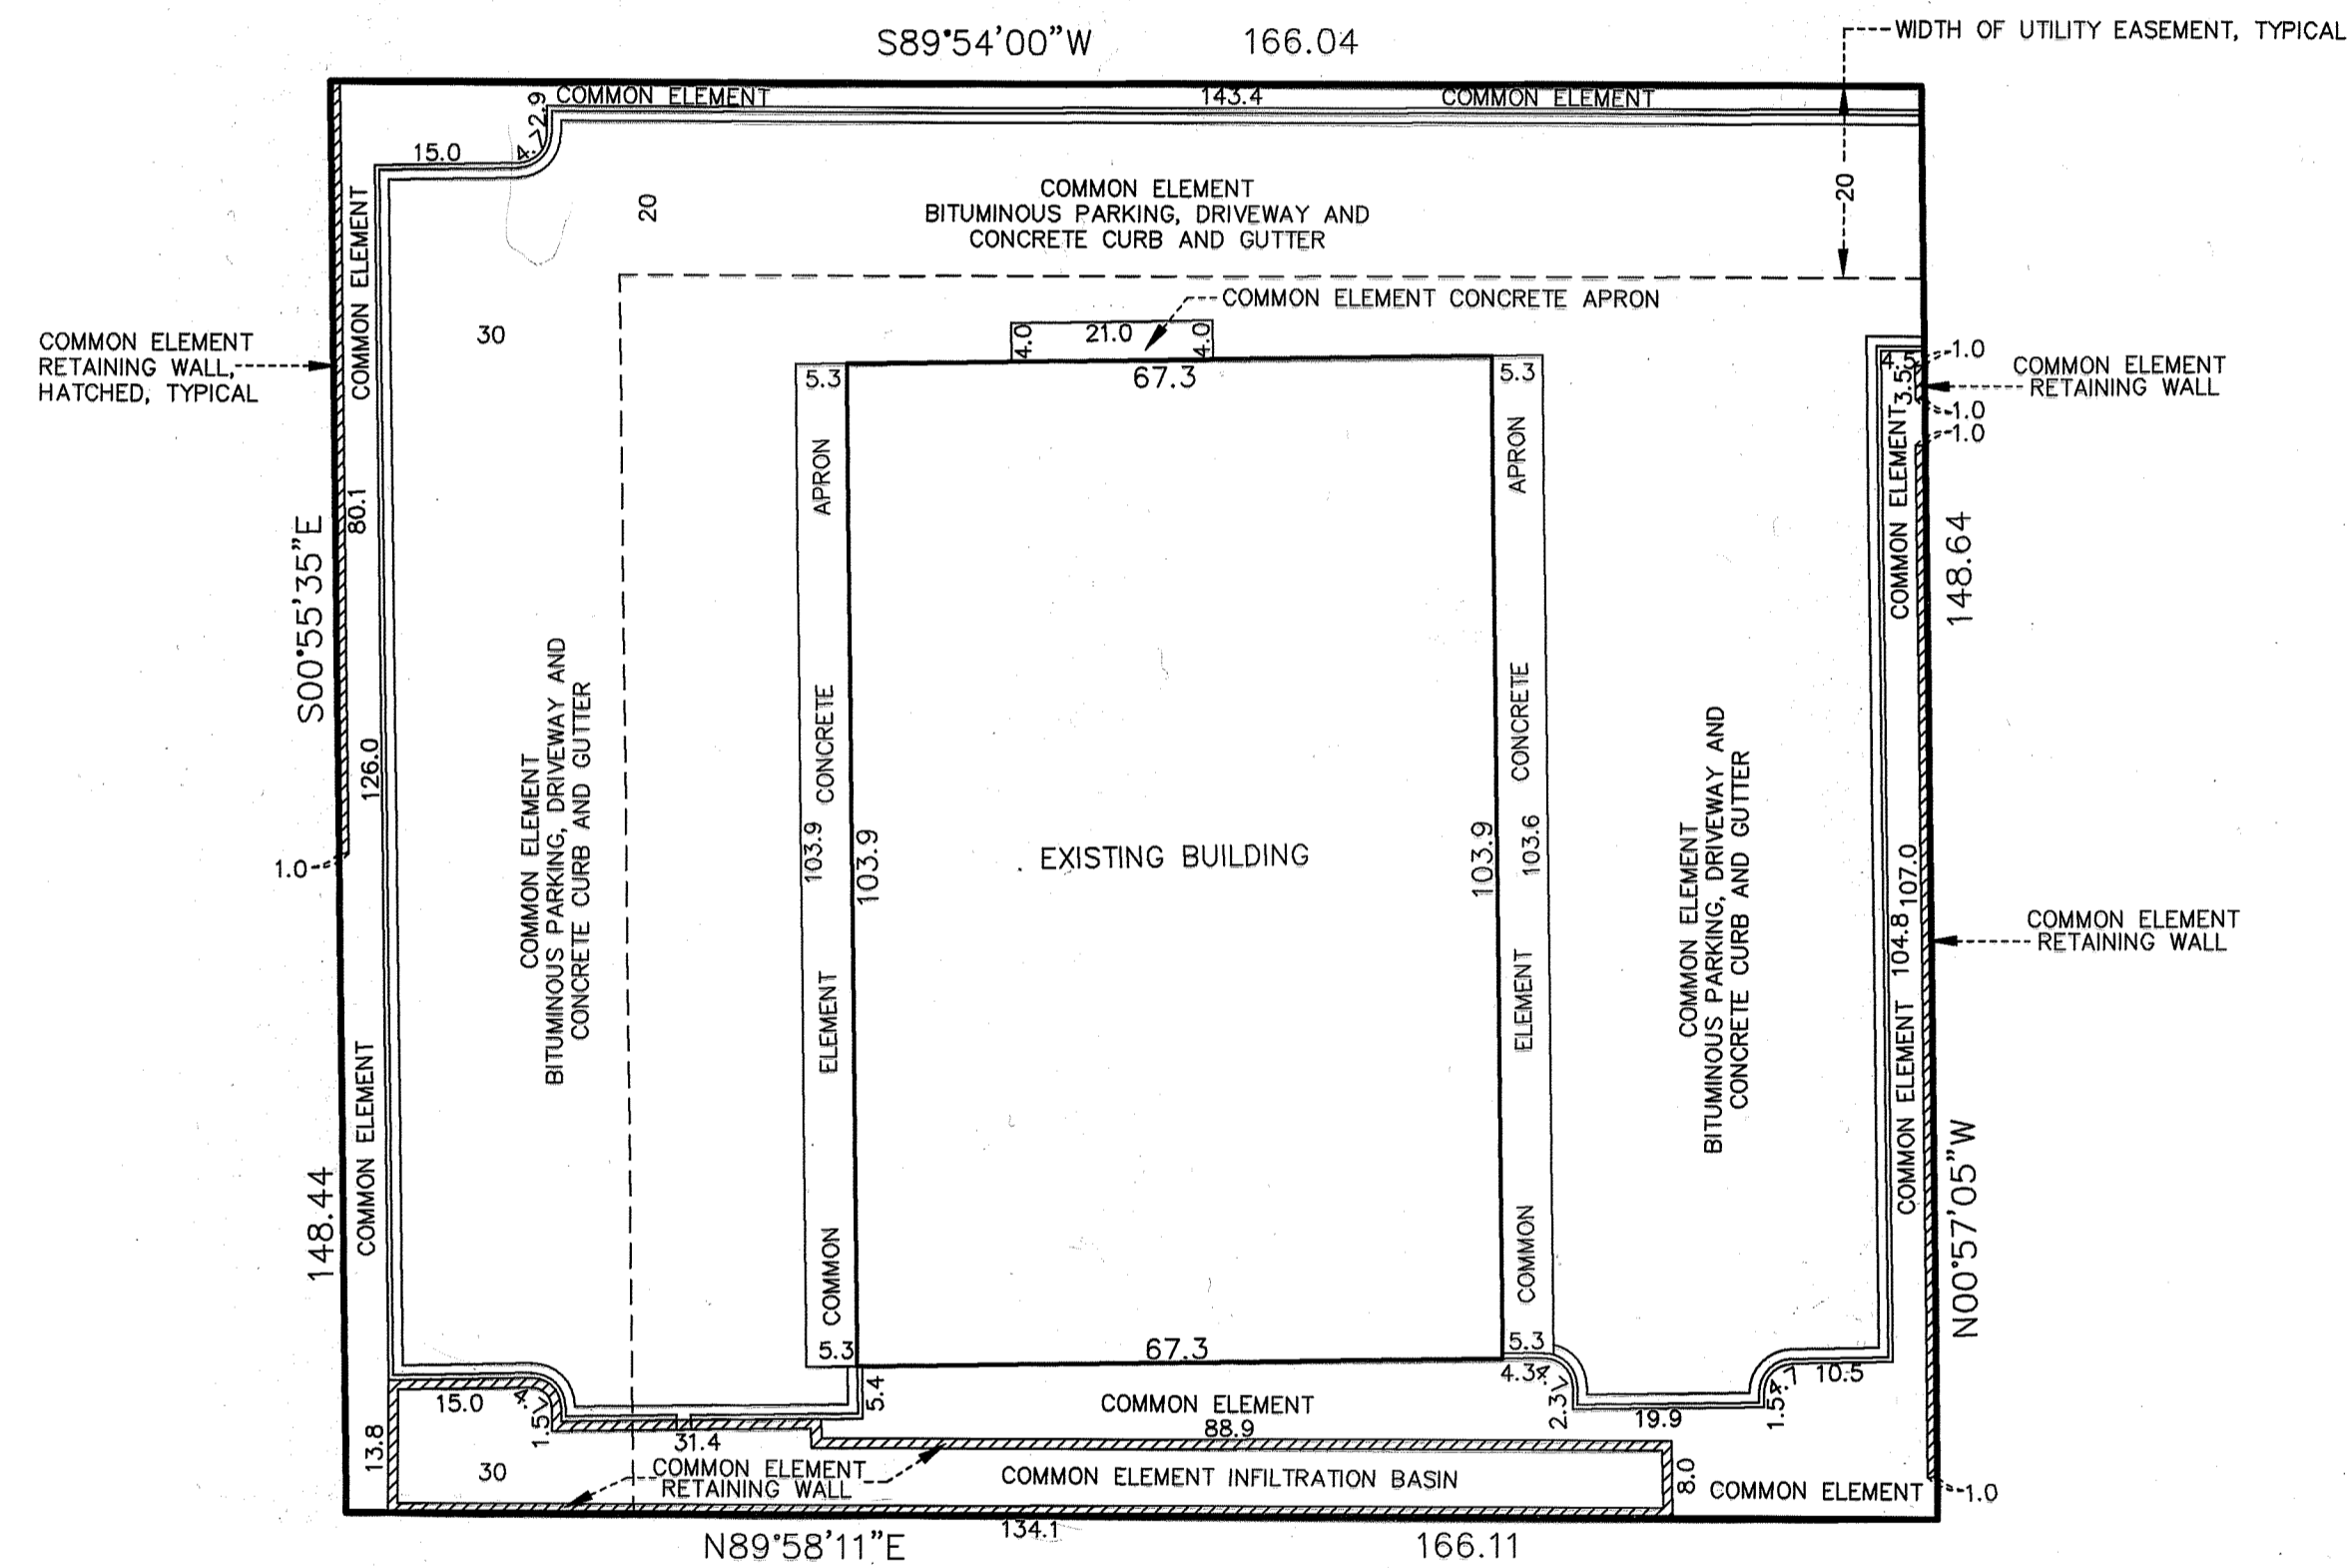 S89°54'00"W 166.04
WIDTH OF UTILITY EASEMENT, TYPICAL
COMMON ELEMENT 143.4 COMMON ELEMENT
2.9
4.7
15.0
20
20
COMMON ELEMENT
BITUMINOUS PARKING, DRIVEWAY AND
CONCRETE CURB AND GUTTER
COMMON ELEMENT CONCRETE APRON
30
4.0 21.0 4.0
COMMON ELEMENT
RETAINING WALL,
HATCHED, TYPICAL
COMMON ELEMENT
5.3 67.3 5.3
4.5
3.5
1.0
1.0
1.0
COMMON ELEMENT
RETAINING WALL
80.1
S00°55'35"E
126.0
1.0
148.44
COMMON ELEMENT
COMMON ELEMENT
BITUMINOUS PARKING, DRIVEWAY AND
CONCRETE CURB AND GUTTER
COMMON ELEMENT CONCRETE APRON
103.9
103.9
EXISTING BUILDING
103.9
103.6
COMMON ELEMENT CONCRETE APRON
COMMON ELEMENT
BITUMINOUS PARKING, DRIVEWAY AND
CONCRETE CURB AND GUTTER
COMMON ELEMENT
104.8
107.0
COMMON ELEMENT
148.64
COMMON ELEMENT
RETAINING WALL
N00°57'05"W
5.3 67.3 5.3
15.0
4.7
1.5
31.4
5.4
COMMON ELEMENT
88.9
4.3
4.7
2.3
19.9
1.5
4.7
10.5
13.8
30
COMMON ELEMENT
RETAINING WALL
COMMON ELEMENT INFILTRATION BASIN
8.0
COMMON ELEMENT
1.0
134.1
N89°58'11"E 166.11